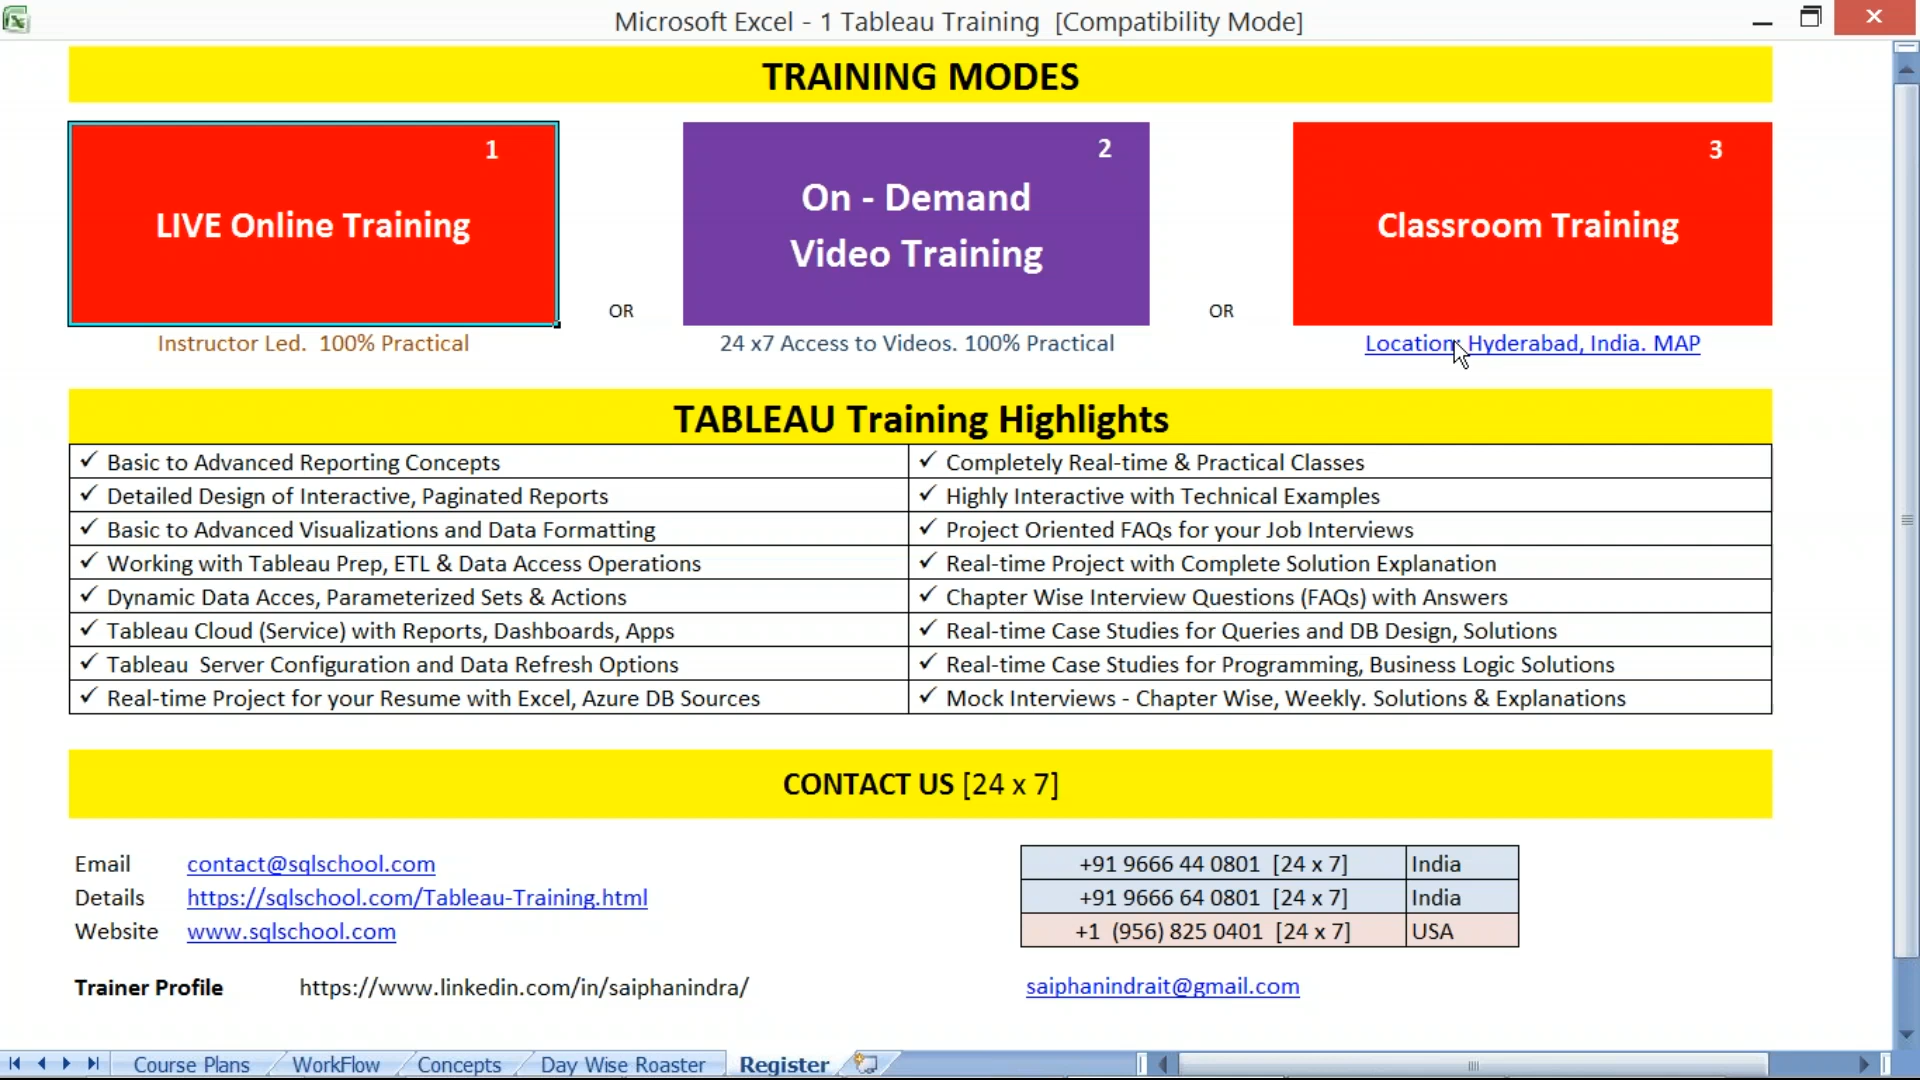 Microsoft Excel - 1 Tableau Training  [Compatibility Mode]
TRAINING MODES
1
LIVE Online Training
Instructor Led.  100% Practical
OR
2
On - Demand
Video Training
24 x7 Access to Videos. 100% Practical
OR
3
Classroom Training
Location: Hyderabad, India. MAP
TABLEAU Training Highlights
✓ Basic to Advanced Reporting Concepts
✓ Completely Real-time & Practical Classes
✓ Detailed Design of Interactive, Paginated Reports
✓ Highly Interactive with Technical Examples
✓ Basic to Advanced Visualizations and Data Formatting
✓ Project Oriented FAQs for your Job Interviews
✓ Working with Tableau Prep, ETL & Data Access Operations
✓ Real-time Project with Complete Solution Explanation
✓ Dynamic Data Acces, Parameterized Sets & Actions
✓ Chapter Wise Interview Questions (FAQs) with Answers
✓ Tableau Cloud (Service) with Reports, Dashboards, Apps
✓ Real-time Case Studies for Queries and DB Design, Solutions
✓ Tableau  Server Configuration and Data Refresh Options
✓ Real-time Case Studies for Programming, Business Logic Solutions
✓ Real-time Project for your Resume with Excel, Azure DB Sources
✓ Mock Interviews - Chapter Wise, Weekly. Solutions & Explanations
CONTACT US [24 x 7]
Email contact@sqlschool.com
Details https://sqlschool.com/Tableau-Training.html
Website www.sqlschool.com
+91 9666 44 0801  [24 x 7] India
+91 9666 64 0801  [24 x 7] India
+1  (956) 825 0401  [24 x 7] USA
Trainer Profile https://www.linkedin.com/in/saiphanindra/ saiphanindrait@gmail.com
Course Plans WorkFlow Concepts Day Wise Roaster Register